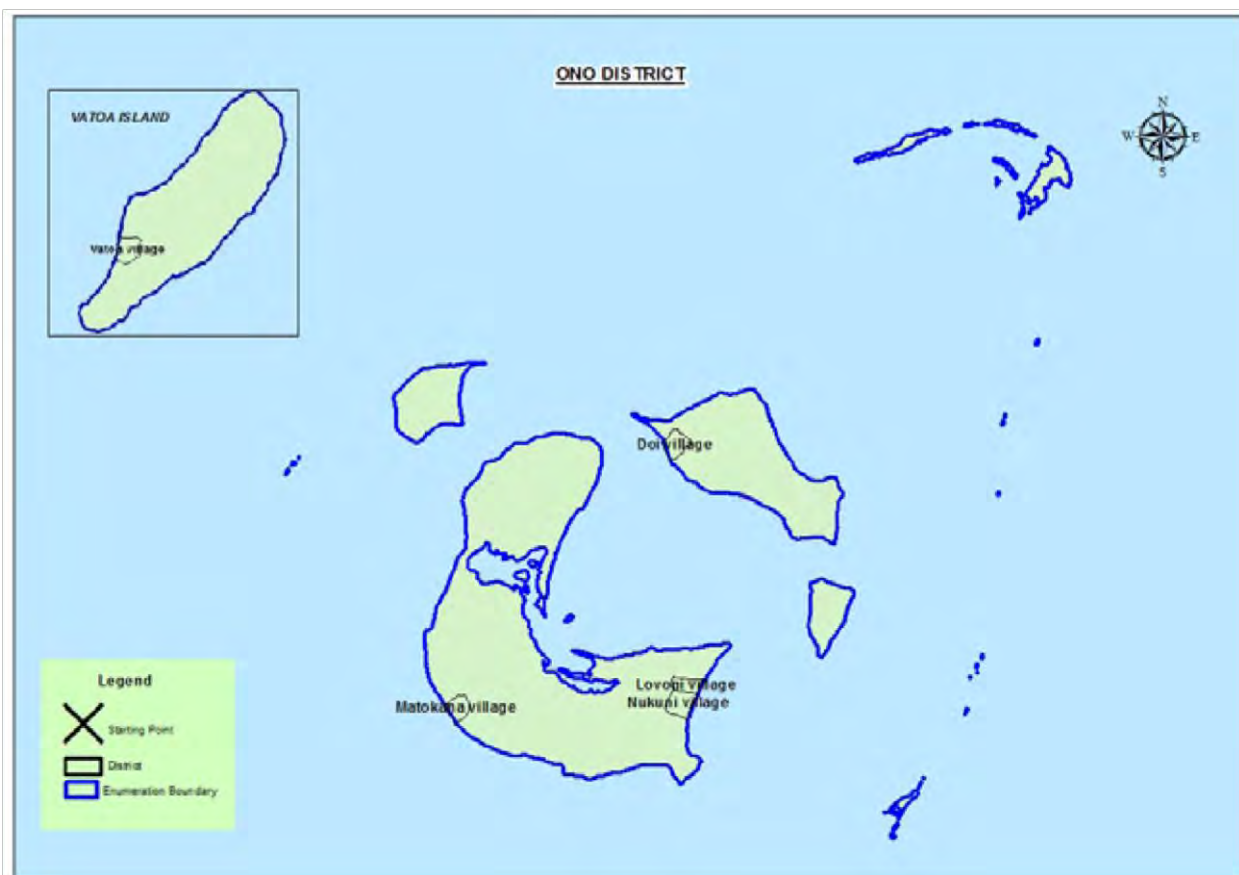 ONO DISTRICT
VATOA ISLAND
N
W
E
S
Vatoa village
Doi village
Lovoni village
Nukuni village
Matokana village
Legend
Starting Point
District
Enumeration Boundary